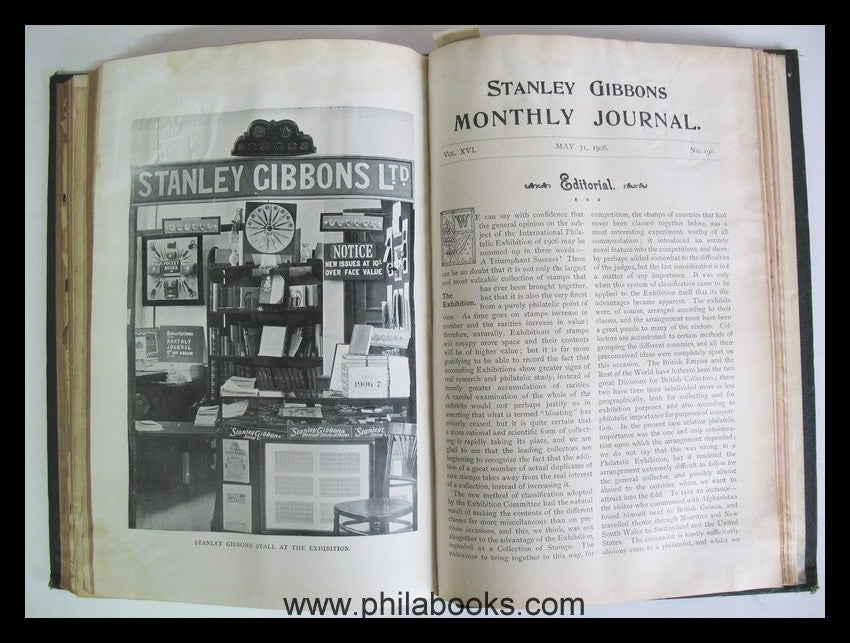 STANLEY GIBBONS LTD
NOTICE
NEW ISSUES AT 10%
OVER FACE VALUE
POCKET
BOOKS
Subscriptions
MONTHLY
JOURNAL
1906-7
Stanley Gibbons
STANLEY GIBBONS STALL AT THE EXHIBITION.
STANLEY GIBBONS
MONTHLY JOURNAL.
VOL. XVI.
MAY 31, 1906.
No. 191.
Editorial.
WE can say with confidence that
the general opinion on the sub-
ject of the International Phila-
telic Exhibition of 1906 may be
summed up in three words—
A Triumphant Success! There
can be no doubt that it is not only the largest
and most valuable collection of stamps that
The
Exhibition.
has ever been brought together,
but that it is also the very finest
from a purely philatelic point of
view. As time goes on stamps increase in
number and the rarities increase in value;
therefore, naturally, Exhibitions of stamps
will occupy more space and their contents
will be of higher value; but it is far more
gratifying to be able to record the fact that
succeeding Exhibitions show greater signs of
real research and philatelic study, instead of
merely greater accumulations of rarities.
A careful examination of the whole of the
exhibits would not perhaps justify us in
asserting that what is termed "bloating" has
entirely ceased, but it is quite certain that
a more rational and scientific form of collect-
ing is rapidly taking its place, and we are
glad to see that the leading collectors are
beginning to recognize the fact that the addi-
tion of a great number of actual duplicates of
rare stamps takes away from the real interest
of a collection, instead of increasing it.
The new method of classification adopted
by the Exhibition Committee had the natural
result of making the contents of the different
classes far more miscellaneous than on pre-
vious occasions, and this, we think, was not
altogether to the advantage of the Exhibition,
regarded as a Collection of Stamps. The
endeavour to bring together in this way, for
competition, the stamps of countries that had
never been classed together before, was a
most interesting experiment, worthy of all
commendation; it introduced an entirely
novel feature into the competitions, and there-
by perhaps added somewhat to the difficulties
of the judges, but the last consideration is not
a matter of any importance. It was only
when this system of classification came to be
applied to the Exhibition itself that its dis-
advantages became apparent. The exhibits
were, of course, arranged according to their
classes, and the arrangement must have been
a great puzzle to many of the visitors. Col-
lectors are accustomed to certain methods of
grouping the different countries, and all their
preconceived ideas were completely upset on
this occasion. The British Empire and the
Rest of the World have hitherto been the two
great Divisions for British Collectors; these
two have then been subdivided more or less
geographically, both for collecting and for
exhibition purposes, and also according to
philatelic importance for purposes of competi-
tion. In the present case relative philatelic
importance was the one and only considera-
tion upon which the arrangement depended;
we do not say that this was wrong, in a
Philatelic Exhibition, but it rendered the
arrangement extremely difficult to follow for
the general collector, and possibly almost
absurd to the outsider, whom we want to
attract into the fold. To take an instance—
the visitor who commenced with Afghanistan
found himself next in British Guiana, and
travelled thence through Mauritius and New
South Wales to Switzerland and the United
States. The connexion is hardly sufficiently
obvious even to a philatelist, and whilst we
www.philabooks.com